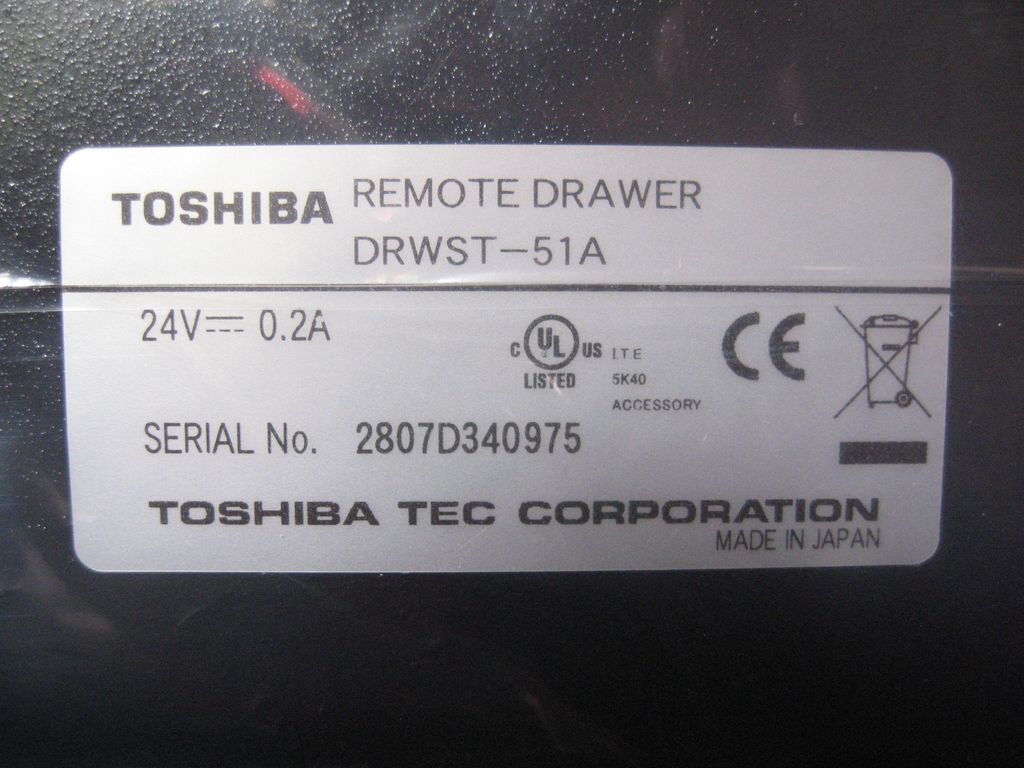 TOSHIBA REMOTE DRAWER
DRWST-51A
24V⎓ 0.2A
C UL US I.T.E
LISTED 5K40
ACCESSORY
CE
SERIAL No. 2807D340975
TOSHIBA TEC CORPORATION
MADE IN JAPAN